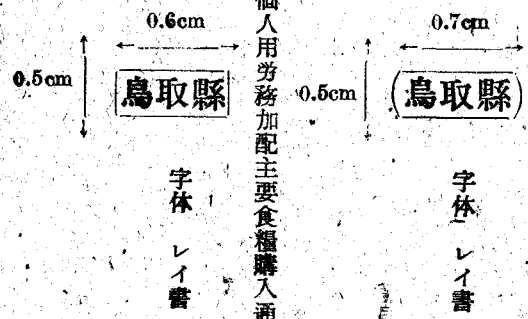 0.7cm
0.5cm
鳥取縣
字体 レイ書
個人用労務加配主要食糧購入通
0.6cm
0.5cm
鳥取縣
字体 レイ書